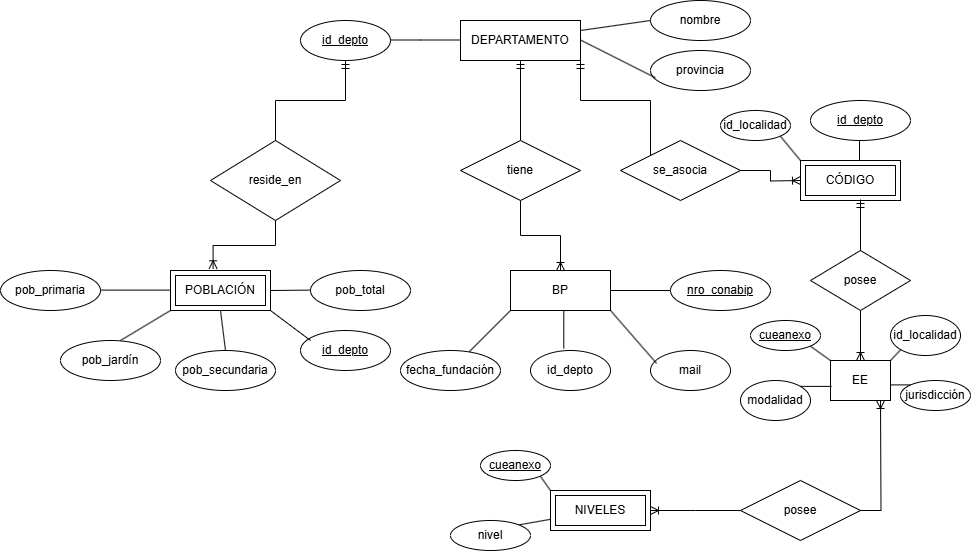 nombre
id_depto
DEPARTAMENTO
provincia
id_localidad
id_depto
reside_en
tiene
se_asocia
CÓDIGO
pob_primaria
POBLACIÓN
pob_total
BP
nro_conabip
posee
pob_jardín
pob_secundaria
id_depto
fecha_fundación
id_depto
mail
cueanexo
id_localidad
EE
modalidad
jurisdicción
cueanexo
NIVELES
posee
nivel